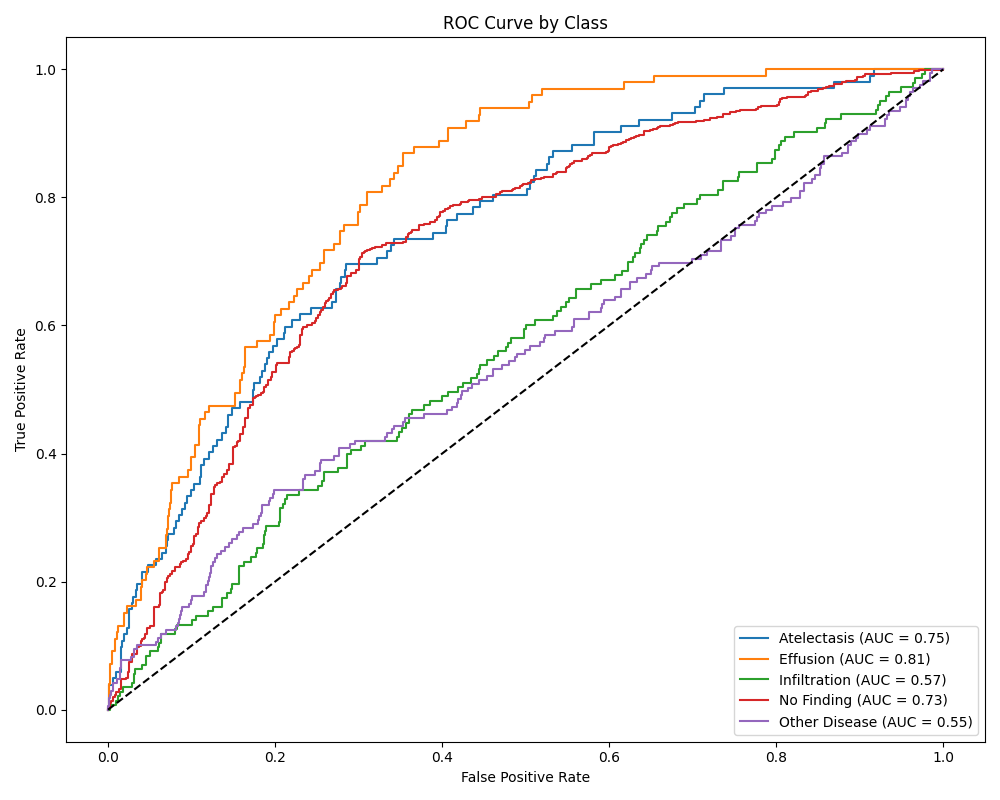 ROC Curve by Class
True Positive Rate
1.0
0.8
0.6
0.4
0.2
0.0
0.0 0.2 0.4 0.6 0.8 1.0
False Positive Rate
Atelectasis (AUC = 0.75)
Effusion (AUC = 0.81)
Infiltration (AUC = 0.57)
No Finding (AUC = 0.73)
Other Disease (AUC = 0.55)